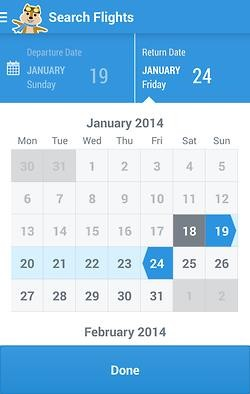 Search Flights
Departure Date
JANUARY 19
Sunday
Return Date
JANUARY 24
Friday
January 2014
Mon Tue Wed Thu Fri Sat Sun
30 31 1 2 3 4 5
6 7 8 9 10 11 12
13 14 15 16 17 18 19
20 21 22 23 24 25 26
27 28 29 30 31 1 2
February 2014
Done